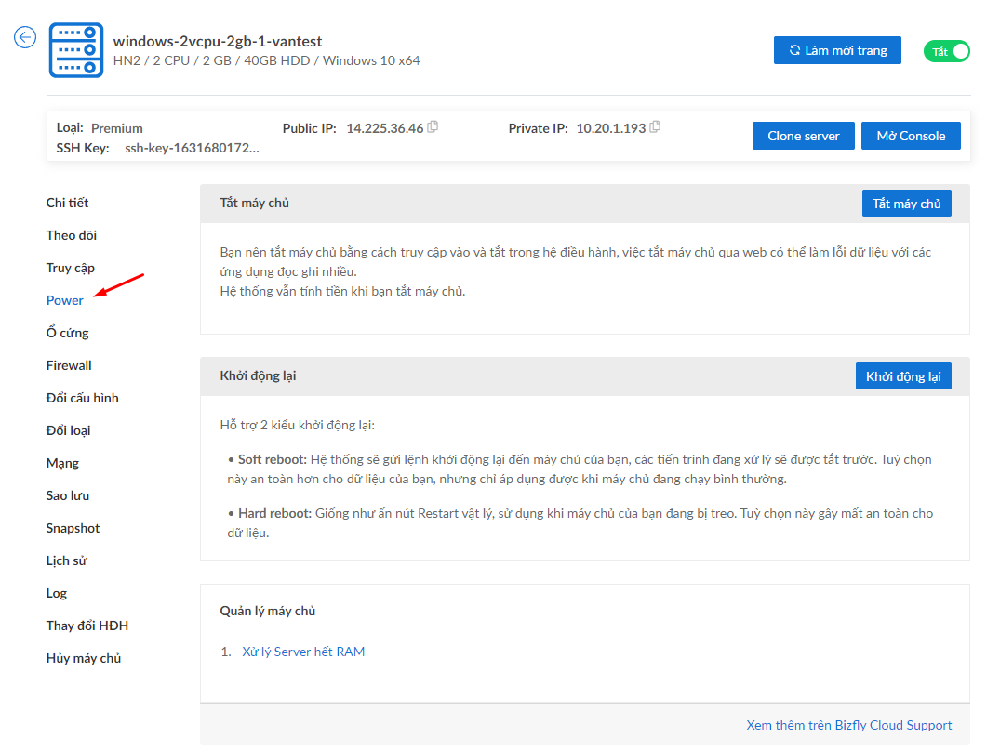 windows-2vcpu-2gb-1-vantest
HN2 / 2 CPU / 2 GB / 40GB HDD / Windows 10 x64
Làm mới trang
Tắt
Loại: Premium
Public IP: 14.225.36.46
Private IP: 10.20.1.193
SSH Key: ssh-key-1631680172...
Clone server
Mở Console
Chi tiết
Theo dõi
Truy cập
Power
Ổ cứng
Firewall
Đổi cấu hình
Đổi loại
Mạng
Sao lưu
Snapshot
Lịch sử
Log
Thay đổi HĐH
Hủy máy chủ
Tắt máy chủ
Tắt máy chủ
Bạn nên tắt máy chủ bằng cách truy cập vào và tắt trong hệ điều hành, việc tắt máy chủ qua web có thể làm lỗi dữ liệu với các
ứng dụng đọc ghi nhiều.
Hệ thống vẫn tính tiền khi bạn tắt máy chủ.
Khởi động lại
Khởi động lại
Hỗ trợ 2 kiểu khởi động lại:
• Soft reboot: Hệ thống sẽ gửi lệnh khởi động lại đến máy chủ của bạn, các tiến trình đang xử lý sẽ được tắt trước. Tuỳ chọn
này an toàn hơn cho dữ liệu của bạn, nhưng chỉ áp dụng được khi máy chủ đang chạy bình thường.
• Hard reboot: Giống như ấn nút Restart vật lý, sử dụng khi máy chủ của bạn đang bị treo. Tuỳ chọn này gây mất an toàn cho
dữ liệu.
Quản lý máy chủ
1. Xử lý Server hết RAM
Xem thêm trên Bizfly Cloud Support